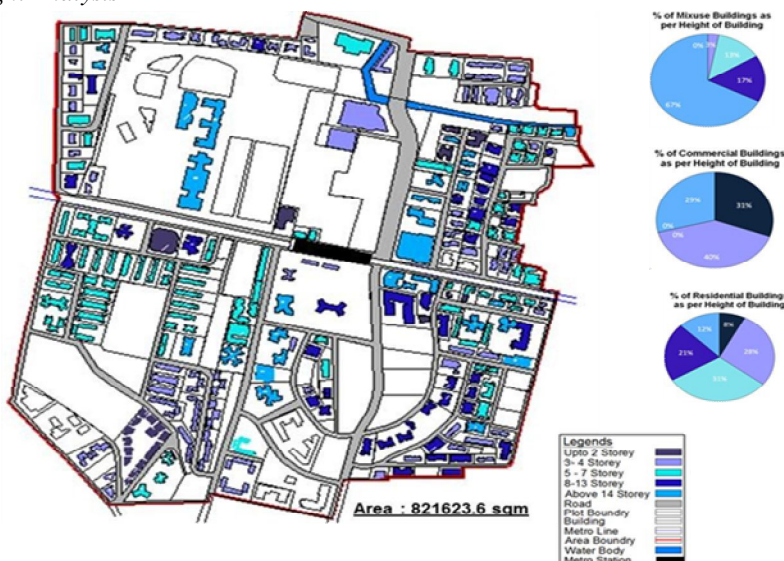 % of Mixuse Buildings as
per Height of Building
0%
3%
13%
17%
67%
% of Commercial Buildings
as per Height of Building
29%
31%
0%
0%
40%
% of Residential Buildings
as per Height of Building
12%
8%
21%
28%
31%
Area : 821623.6 sqm
Legends
Upto 2 Storey
3- 4 Storey
5 - 7 Storey
8-13 Storey
Above 14 Storey
Road
Plot Boundry
Building
Metro Line
Area Boundry
Water Body
Metro Station